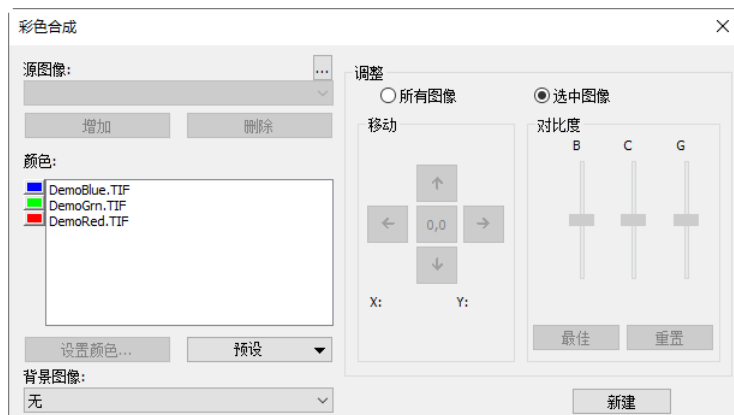 彩色合成
源图像:
...
增加
删除
颜色:
DemoBlue.TIF
DemoGrn.TIF
DemoRed.TIF
设置颜色...
预设
背景图像:
无
调整
所有图像
选中图像
移动
0,0
X:
Y:
对比度
B C G
最佳
重置
新建